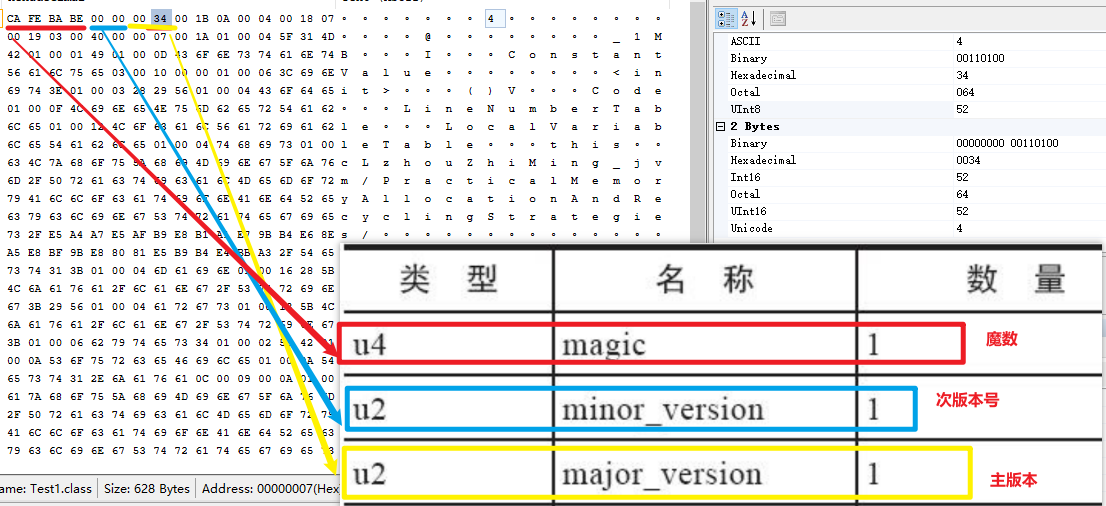 CA FE BA BE 00 00 00 34 00 1B 0A 00 04 00 18 07 4
00 19 03 00 40 00 00 07 00 1A 01 00 04 5F 31 4D @ _ 1 M
42 01 00 01 49 01 00 0D 43 6F 6E 73 74 61 6E 74 B I C o n s t a n t
56 61 6C 75 65 03 00 10 00 00 01 00 06 3C 69 6E V a l u e < i n
69 74 3E 01 00 03 28 29 56 01 00 04 43 6F 64 65 i t > ( ) V C o d e
01 00 0F 4C 69 6E 65 4E 75 6D 62 65 72 54 61 62 L i n e N u m b e r T a b
6C 65 01 00 12 4C 6F 63 61 6C 56 61 72 69 61 62 l e L o c a l V a r i a b
6C 65 54 61 62 6C 65 01 00 04 74 68 69 73 01 00 l e T a b l e t h i s
63 4C 7A 68 6F 75 5A 68 69 4D 69 6E 67 5F 6A 76 c L z h o u Z h i M i n g _ j v
6D 2F 50 72 61 63 74 69 63 61 6C 4D 65 6D 6F 72 m / P r a c t i c a l M e m o r
79 41 6C 6C 6F 63 61 74 69 6F 6E 41 6E 64 52 65 y A l l o c a t i o n A n d R e
63 79 63 6C 69 6E 67 53 74 72 61 74 65 67 69 65 c y c l i n g S t r a t e g i e
73 2F E5 A4 A7 E5 AF B9 E8 B1 A1 E7 9B B4 E6 8E s /
A5 E8 BF 9B E8 80 81 E5 B9 B4 E4 BB A3 2F 54 65
73 74 31 3B 01 00 04 6D 61 69 6E 01 00 16 28 5B
4C 6A 61 76 61 2F 6C 61 6E 67 2F 53 74 72 69 6E
67 3B 29 56 01 00 04 61 72 67 73 01 00 13 5B 4C
6A 61 76 61 2F 6C 61 6E 67 2F 53 74 72 69 6E 67
3B 01 00 06 62 79 74 65 73 34 01 00 02 5B 42 01
00 0A 53 6F 75 72 63 65 46 69 6C 65 01 00 0A 54
65 73 74 31 2E 6A 61 76 61 0C 00 09 00 0A 01 00
61 7A 68 6F 75 5A 68 69 4D 69 6E 67 5F 6A 76 6D
2F 50 72 61 63 74 69 63 61 6C 4D 65 6D 6F 72 79
41 6C 6C 6F 63 61 74 69 6F 6E 41 6E 64 52 65 63
79 63 6C 69 6E 67 53 74 72 61 74 65 67 69 65 73
ame: Test1.class Size: 628 Bytes Address: 00000007(Hex
ASCII 4
Binary 00110100
Hexadecimal 34
Octal 064
UInt8 52
2 Bytes
Binary 00000000 00110100
Hexadecimal 0034
Int16 52
Octal 64
UInt16 52
Unicode 4
类 型 名 称 数 量
u4 magic 1 魔数
u2 minor_version 1 次版本号
u2 major_version 1 主版本